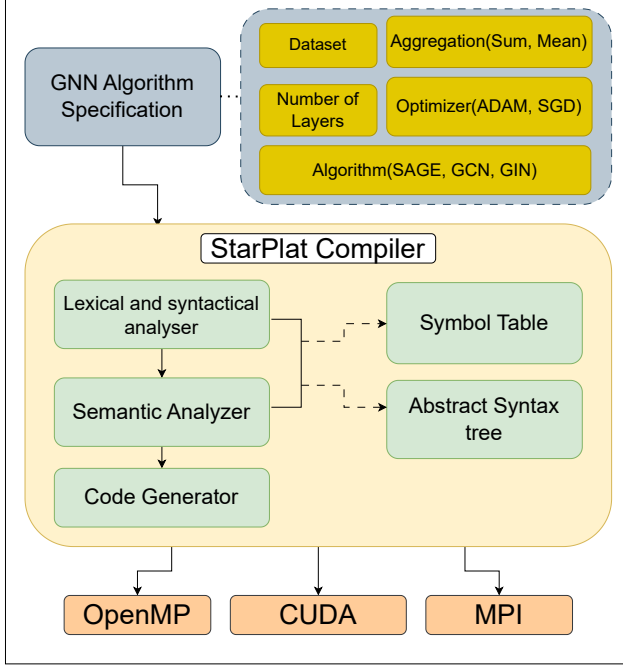 GNN Algorithm
Specification
Dataset
Aggregation(Sum, Mean)
Number of
Layers
Optimizer(ADAM, SGD)
Algorithm(SAGE, GCN, GIN)
StarPlat Compiler
Lexical and syntactical
analyser
Symbol Table
Semantic Analyzer
Abstract Syntax
tree
Code Generator
OpenMP
CUDA
MPI